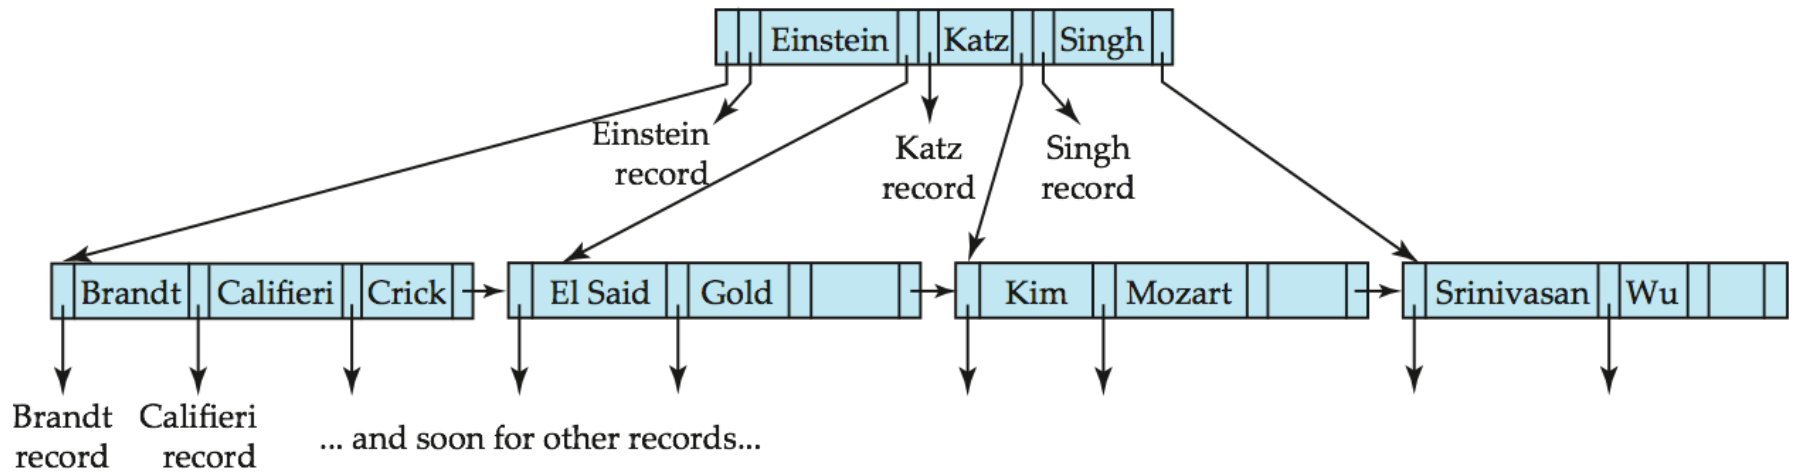 Einstein Katz Singh
Einstein
record
Katz
record
Singh
record
Brandt Califieri Crick El Said Gold Kim Mozart Srinivasan Wu
Brandt
record
Califieri
record
... and soon for other records...